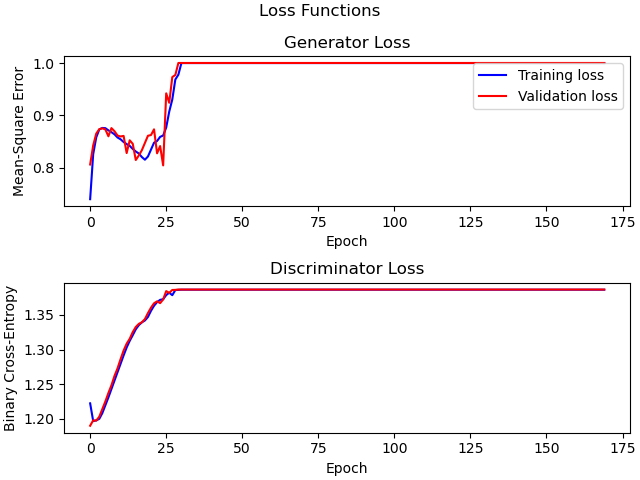 Loss Functions
Generator Loss
Mean-Square Error
1.0
0.9
0.8
Training loss
Validation loss
0 25 50 75 100 125 150 175
Epoch
Discriminator Loss
Binary Cross-Entropy
1.35
1.30
1.25
1.20
0 25 50 75 100 125 150 175
Epoch